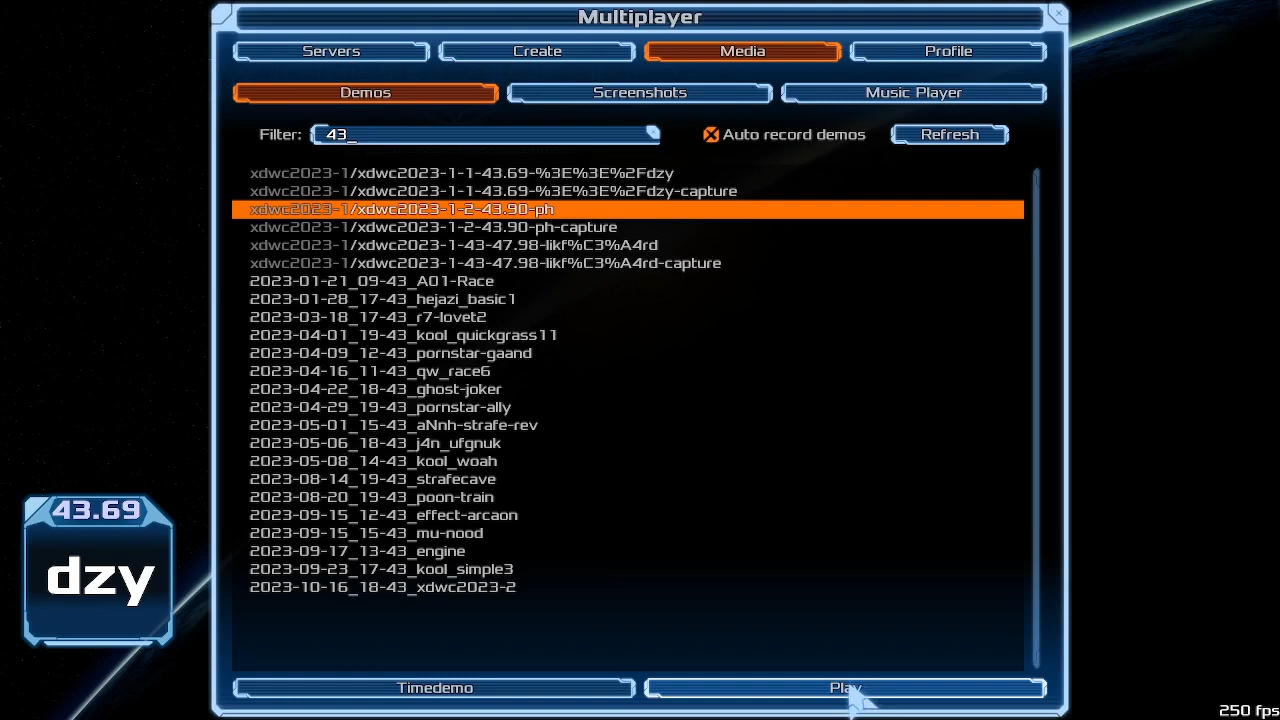 Multiplayer
Servers Create Media Profile
Demos Screenshots Music Player
Filter: 43_ Auto record demos Refresh
xdwc2023-1/xdwc2023-1-1-43.69-%3E%3E%2Fdzy
xdwc2023-1/xdwc2023-1-1-43.69-%3E%3E%2Fdzy-capture
xdwc2023-1/xdwc2023-1-2-43.90-ph
xdwc2023-1/xdwc2023-1-2-43.90-ph-capture
xdwc2023-1/xdwc2023-1-43-47.98-likf%C3%A4rd
xdwc2023-1/xdwc2023-1-43-47.98-likf%C3%A4rd-capture
2023-01-21_09-43_A01-Race
2023-01-28_17-43_hejazi_basic1
2023-03-18_17-43_r7-lovet2
2023-04-01_19-43_kool_quickgrass11
2023-04-09_12-43_pornstar-gaand
2023-04-16_11-43_qw_race6
2023-04-22_18-43_ghost-joker
2023-04-29_19-43_pornstar-ally
2023-05-01_15-43_aNnh-strafe-rev
2023-05-06_18-43_j4n_ufgnuk
2023-05-08_14-43_kool_woah
2023-08-14_19-43_strafecave
2023-08-20_19-43_poon-train
2023-09-15_12-43_effect-arcaon
2023-09-15_15-43_mu-nood
2023-09-17_13-43_engine
2023-09-23_17-43_kool_simple3
2023-10-16_18-43_xdwc2023-2
43.69
dzy
Timedemo Play
250 fps